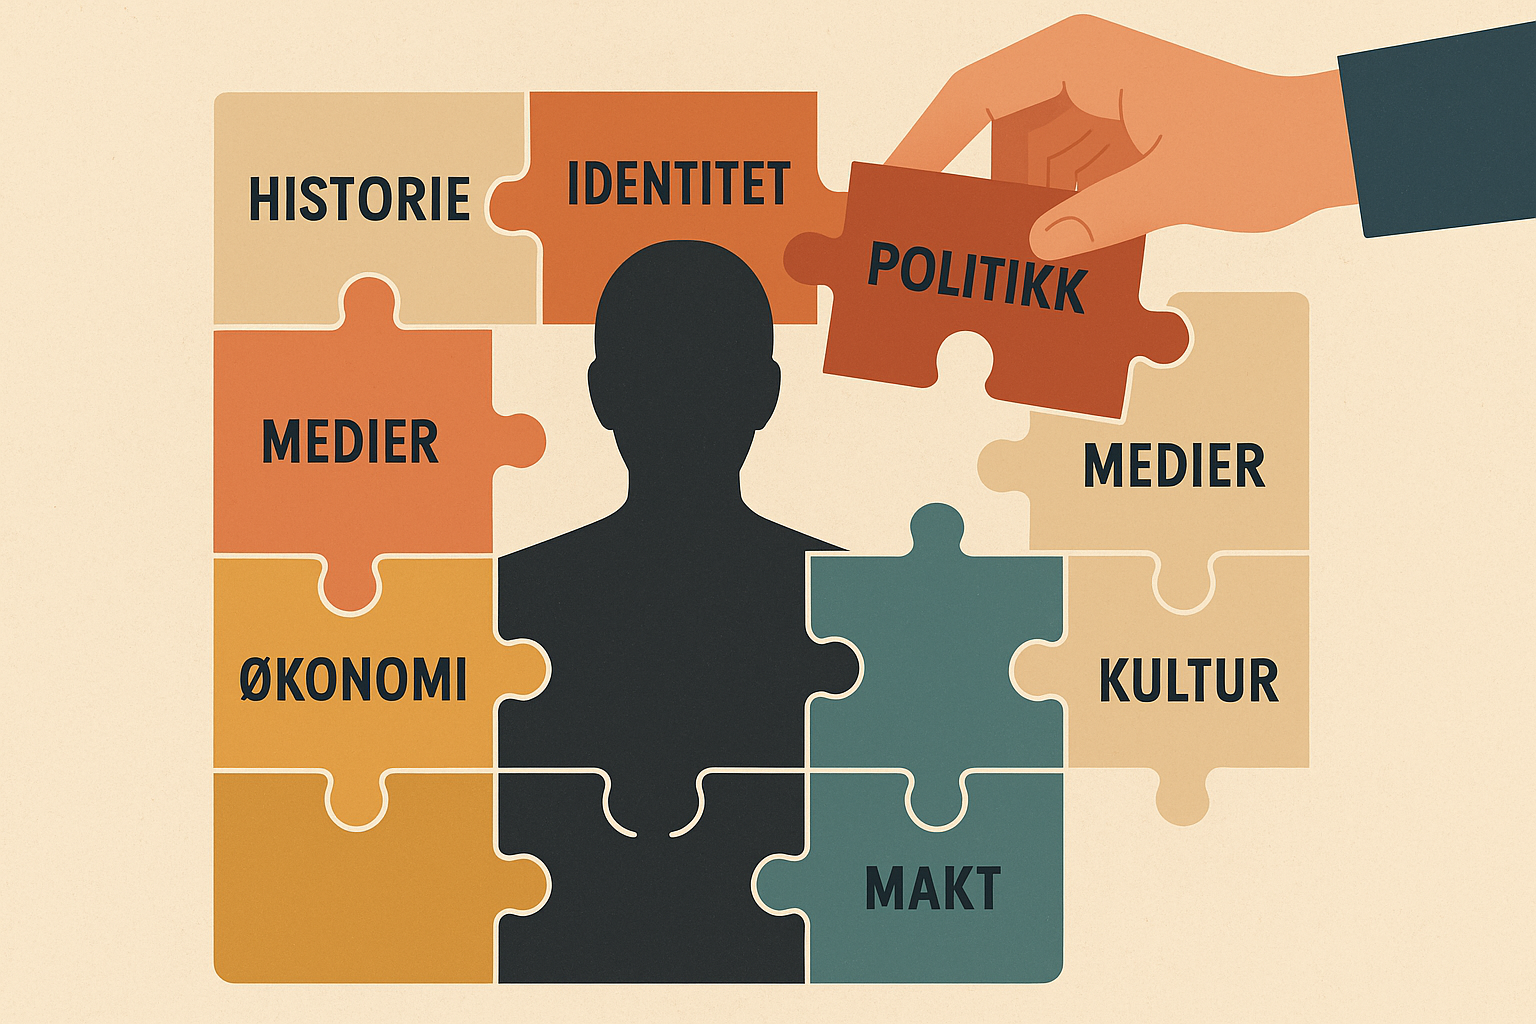 HISTORIE
IDENTITET
POLITIKK
MEDIER
MEDIER
ØKONOMI
KULTUR
MAKT